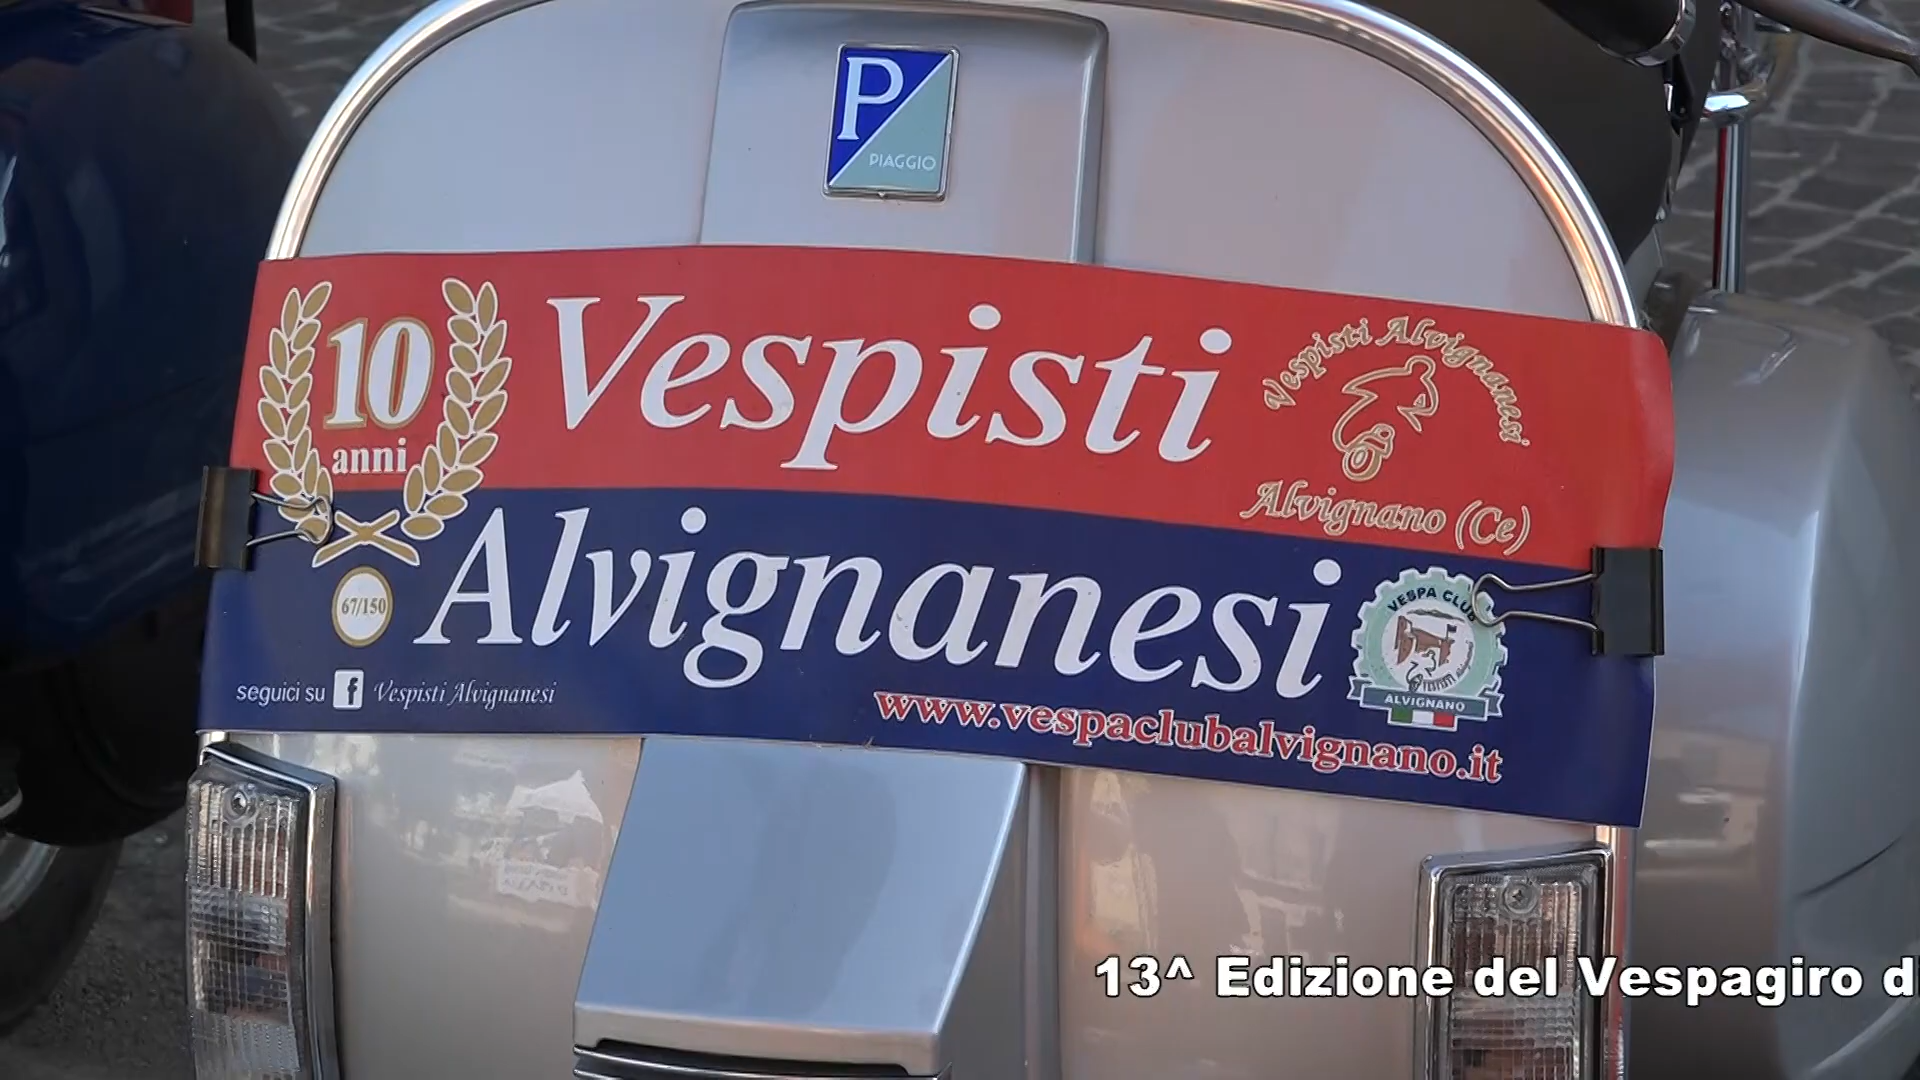 P
PIAGGIO
10
anni
Vespisti
Vespisti Alvignanesi
Alvignano (Ce)
67/150
Alvignanesi
VESPA CLUB
ALVIGNANO
seguici su f Vespisti Alvignanesi
www.vespaclubalvignano.it
13^ Edizione del Vespagiro d